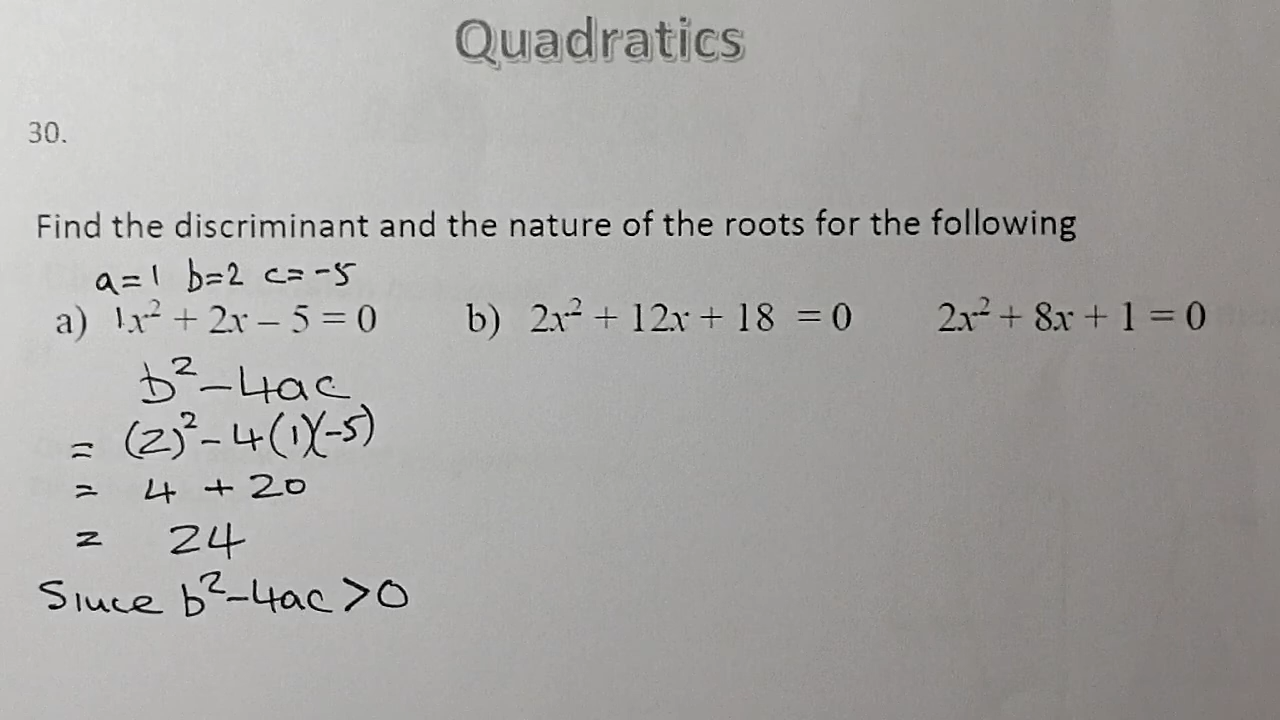 Quadratics
30.
Find the discriminant and the nature of the roots for the following
a=1 b=2 c=-5
a) 1x² + 2x – 5 = 0 b) 2x² + 12x + 18 = 0 2x² + 8x + 1 = 0
b²-4ac
= (2)²-4(1)(-5)
= 4 + 20
= 24
Since b²-4ac>0